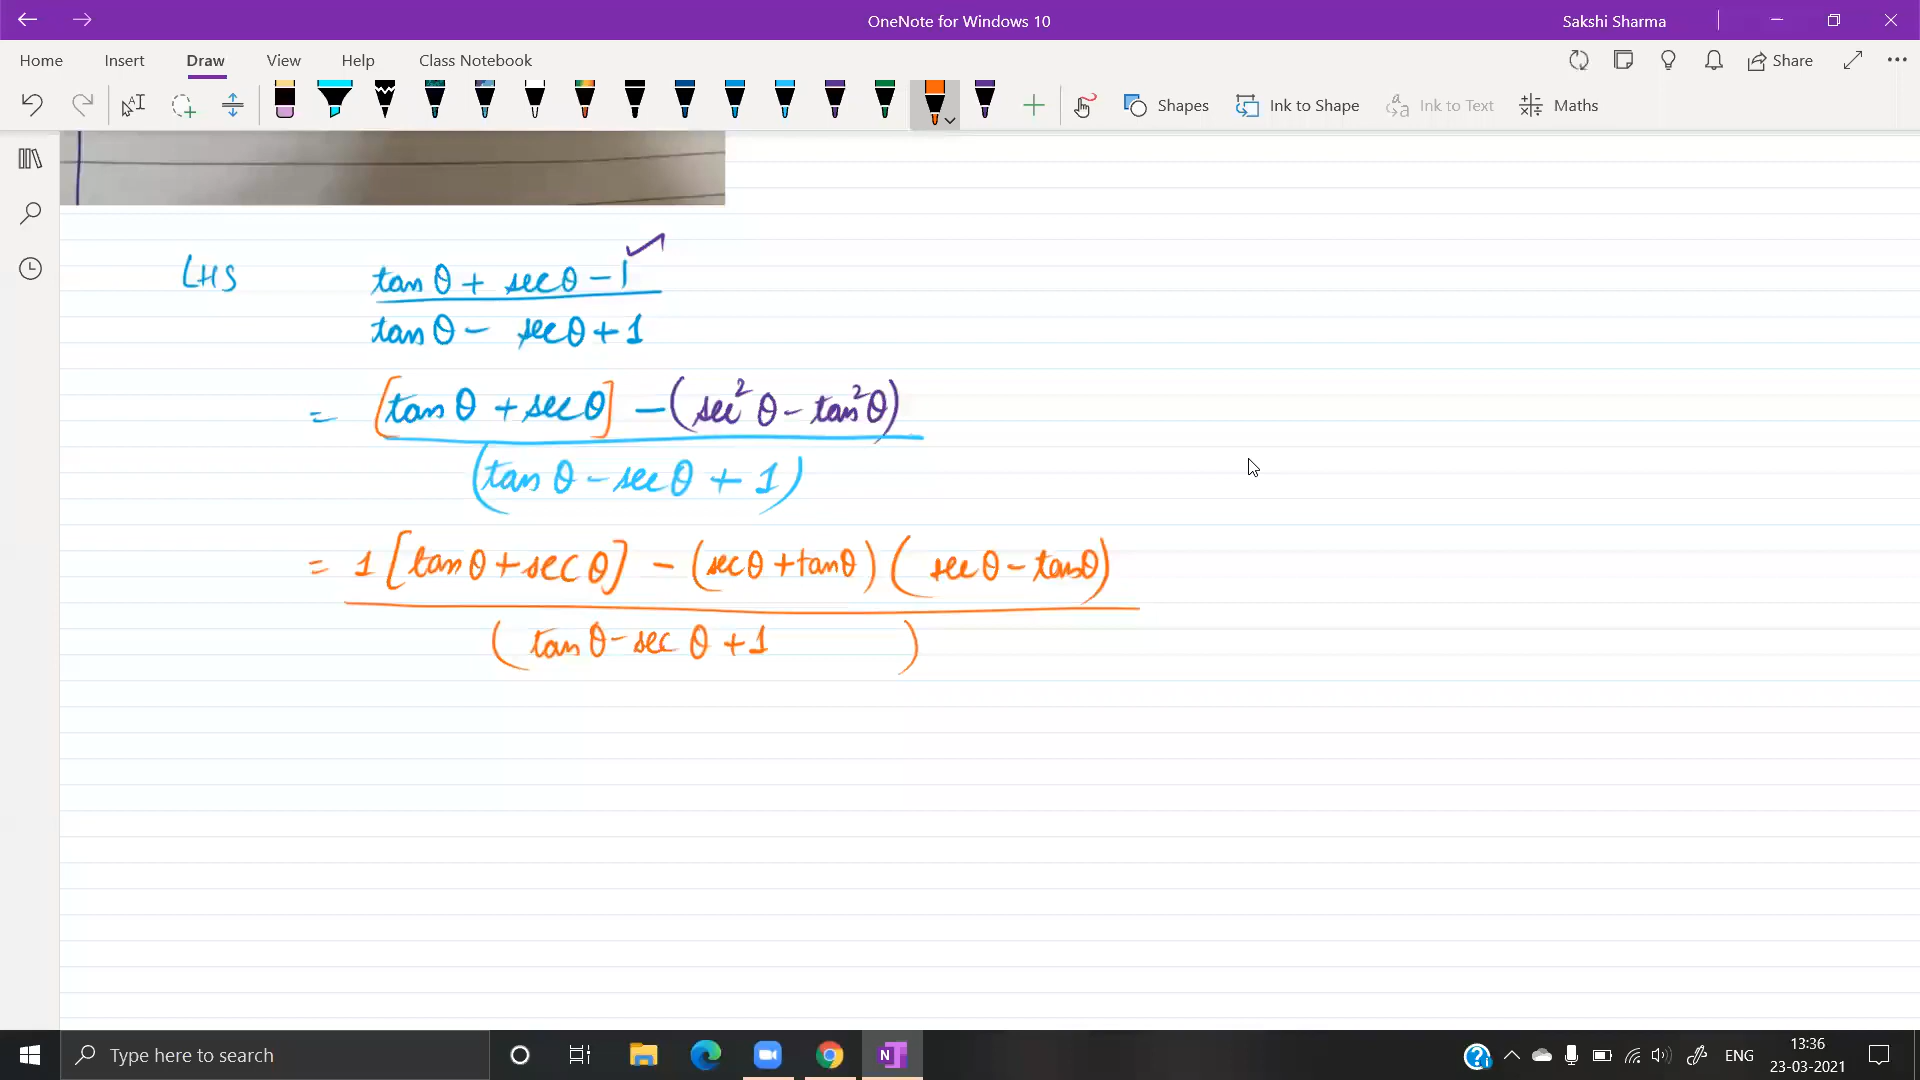 OneNote for Windows 10
Sakshi Sharma
Home Insert Draw View Help Class Notebook
Share
Shapes Ink to Shape Ink to Text Maths
LHS
tan θ + sec θ − 1
tan θ − sec θ + 1
= [tan θ + sec θ] − (sec² θ − tan² θ)
(tan θ − sec θ + 1)
= 1 [tan θ + sec θ] − (sec θ + tan θ) (sec θ − tan θ)
(tan θ − sec θ + 1)
Type here to search
ENG
13:36
23-03-2021